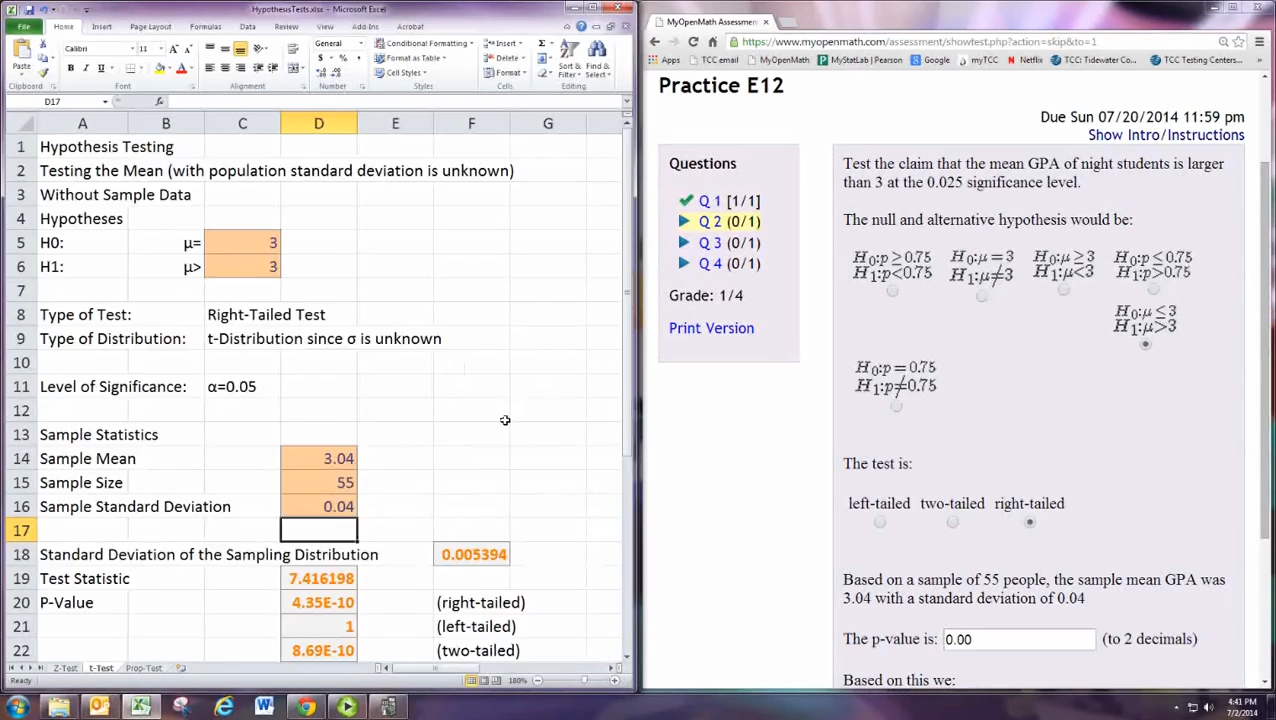 HypothesisTests.xlsx - Microsoft Excel
File Home Insert Page Layout Formulas Data Review View Add-Ins Acrobat
Paste Calibri 11 General Conditional Formatting Insert
B I U $ % , Format as Table Delete Sort & Filter Find & Select
Cell Styles Format
Clipboard Font Alignment Number Styles Cells Editing
D17 fx
A B C D E F G
1 Hypothesis Testing
2 Testing the Mean (with population standard deviation is unknown)
3 Without Sample Data
4 Hypotheses
5 H0: μ= 3
6 H1: μ> 3
7
8 Type of Test: Right-Tailed Test
9 Type of Distribution: t-Distribution since σ is unknown
10
11 Level of Significance: α=0.05
12
13 Sample Statistics
14 Sample Mean 3.04
15 Sample Size 55
16 Sample Standard Deviation 0.04
17
18 Standard Deviation of the Sampling Distribution 0.005394
19 Test Statistic 7.416198
20 P-Value 4.35E-10 (right-tailed)
21 1 (left-tailed)
22 8.69E-10 (two-tailed)
Z-Test t-Test Prop-Test
180%
MyOpenMath Assessment
https://www.myopenmath.com/assessment/showtest.php?action=skip&to=1
Apps TCC email MyOpenMath MyStatLab | Pearson Google myTCC Netflix TCC: Tidewater Com... TCC Testing Centers...
Practice E12
Due Sun 07/20/2014 11:59 pm
Show Intro/Instructions
Questions
Q 1 [1/1]
Q 2 (0/1)
Q 3 (0/1)
Q 4 (0/1)
Grade: 1/4
Print Version
Test the claim that the mean GPA of night students is larger
than 3 at the 0.025 significance level.
The null and alternative hypothesis would be:
H0:p≥0.75 H0:μ=3 H0:μ≥3 H0:p≤0.75
H1:p<0.75 H1:μ≠3 H1:μ<3 H1:p>0.75
H0:μ≤3
H1:μ>3
H0:p=0.75
H1:p≠0.75
The test is:
left-tailed two-tailed right-tailed
Based on a sample of 55 people, the sample mean GPA was
3.04 with a standard deviation of 0.04
The p-value is: 0.00 (to 2 decimals)
Based on this we:
4:41 PM
7/2/2014